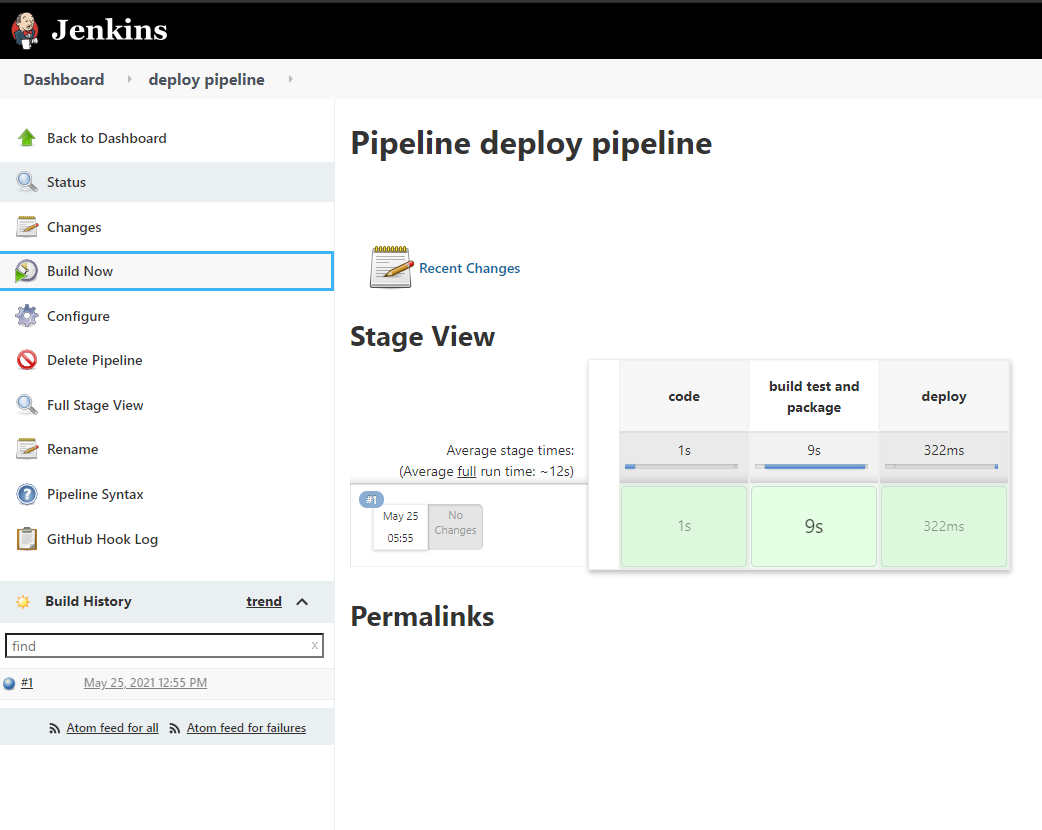 Jenkins
Dashboard
deploy pipeline
Back to Dashboard
Status
Changes
Build Now
Configure
Delete Pipeline
Full Stage View
Rename
Pipeline Syntax
GitHub Hook Log
Build History
trend
find
x
#1
May 25, 2021 12:55 PM
Atom feed for all
Atom feed for failures
Pipeline deploy pipeline
Recent Changes
Stage View
Average stage times:
(Average full run time: ~12s)
#1
May 25
05:55
No
Changes
code
build test and
package
deploy
1s
9s
322ms
1s
9s
322ms
Permalinks